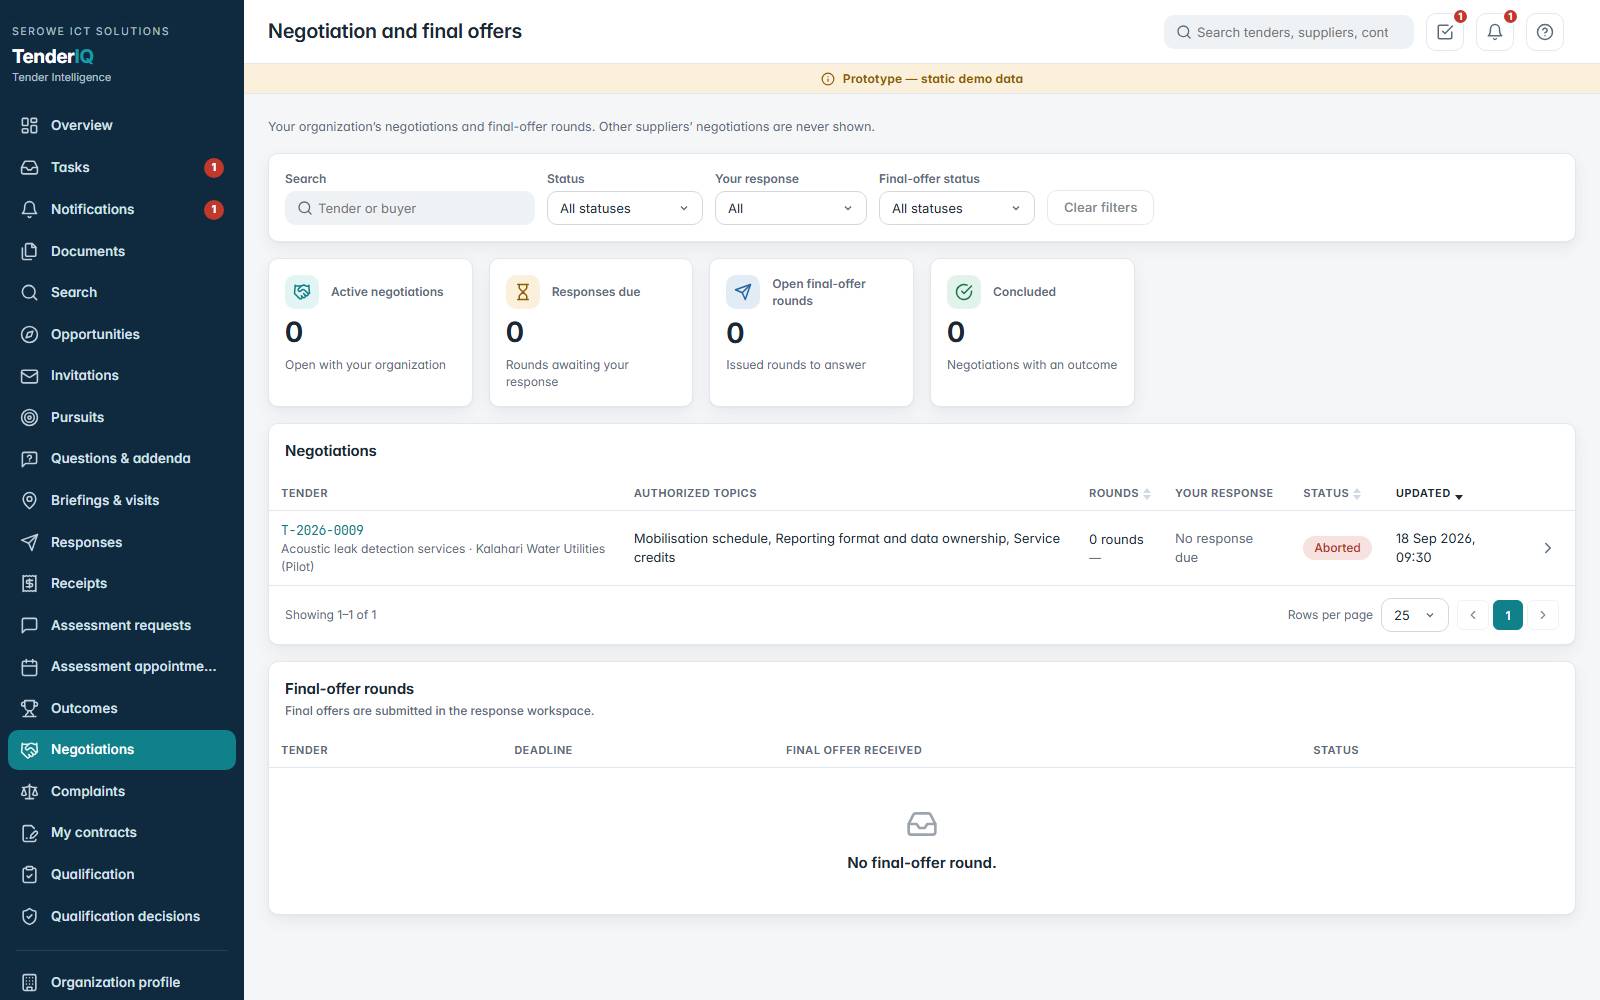 SEROWE ICT SOLUTIONS
TenderIQ
Tender Intelligence
Overview
Tasks 1
Notifications 1
Documents
Search
Opportunities
Invitations
Pursuits
Questions & addenda
Briefings & visits
Responses
Receipts
Assessment requests
Assessment appointme...
Outcomes
Negotiations
Complaints
My contracts
Qualification
Qualification decisions
Organization profile
Negotiation and final offers
Search tenders, suppliers, cont
1
1
Prototype — static demo data
Your organization's negotiations and final-offer rounds. Other suppliers' negotiations are never shown.
Search
Tender or buyer
Status
All statuses
Your response
All
Final-offer status
All statuses
Clear filters
Active negotiations
0
Open with your organization
Responses due
0
Rounds awaiting your
response
Open final-offer
rounds
0
Issued rounds to answer
Concluded
0
Negotiations with an outcome
Negotiations
TENDER AUTHORIZED TOPICS ROUNDS YOUR RESPONSE STATUS UPDATED
T-2026-0009
Acoustic leak detection services · Kalahari Water Utilities
(Pilot)
Mobilisation schedule, Reporting format and data ownership, Service
credits
0 rounds
—
No response
due
Aborted
18 Sep 2026,
09:30
Showing 1–1 of 1
Rows per page 25 1
Final-offer rounds
Final offers are submitted in the response workspace.
TENDER DEADLINE FINAL OFFER RECEIVED STATUS
No final-offer round.